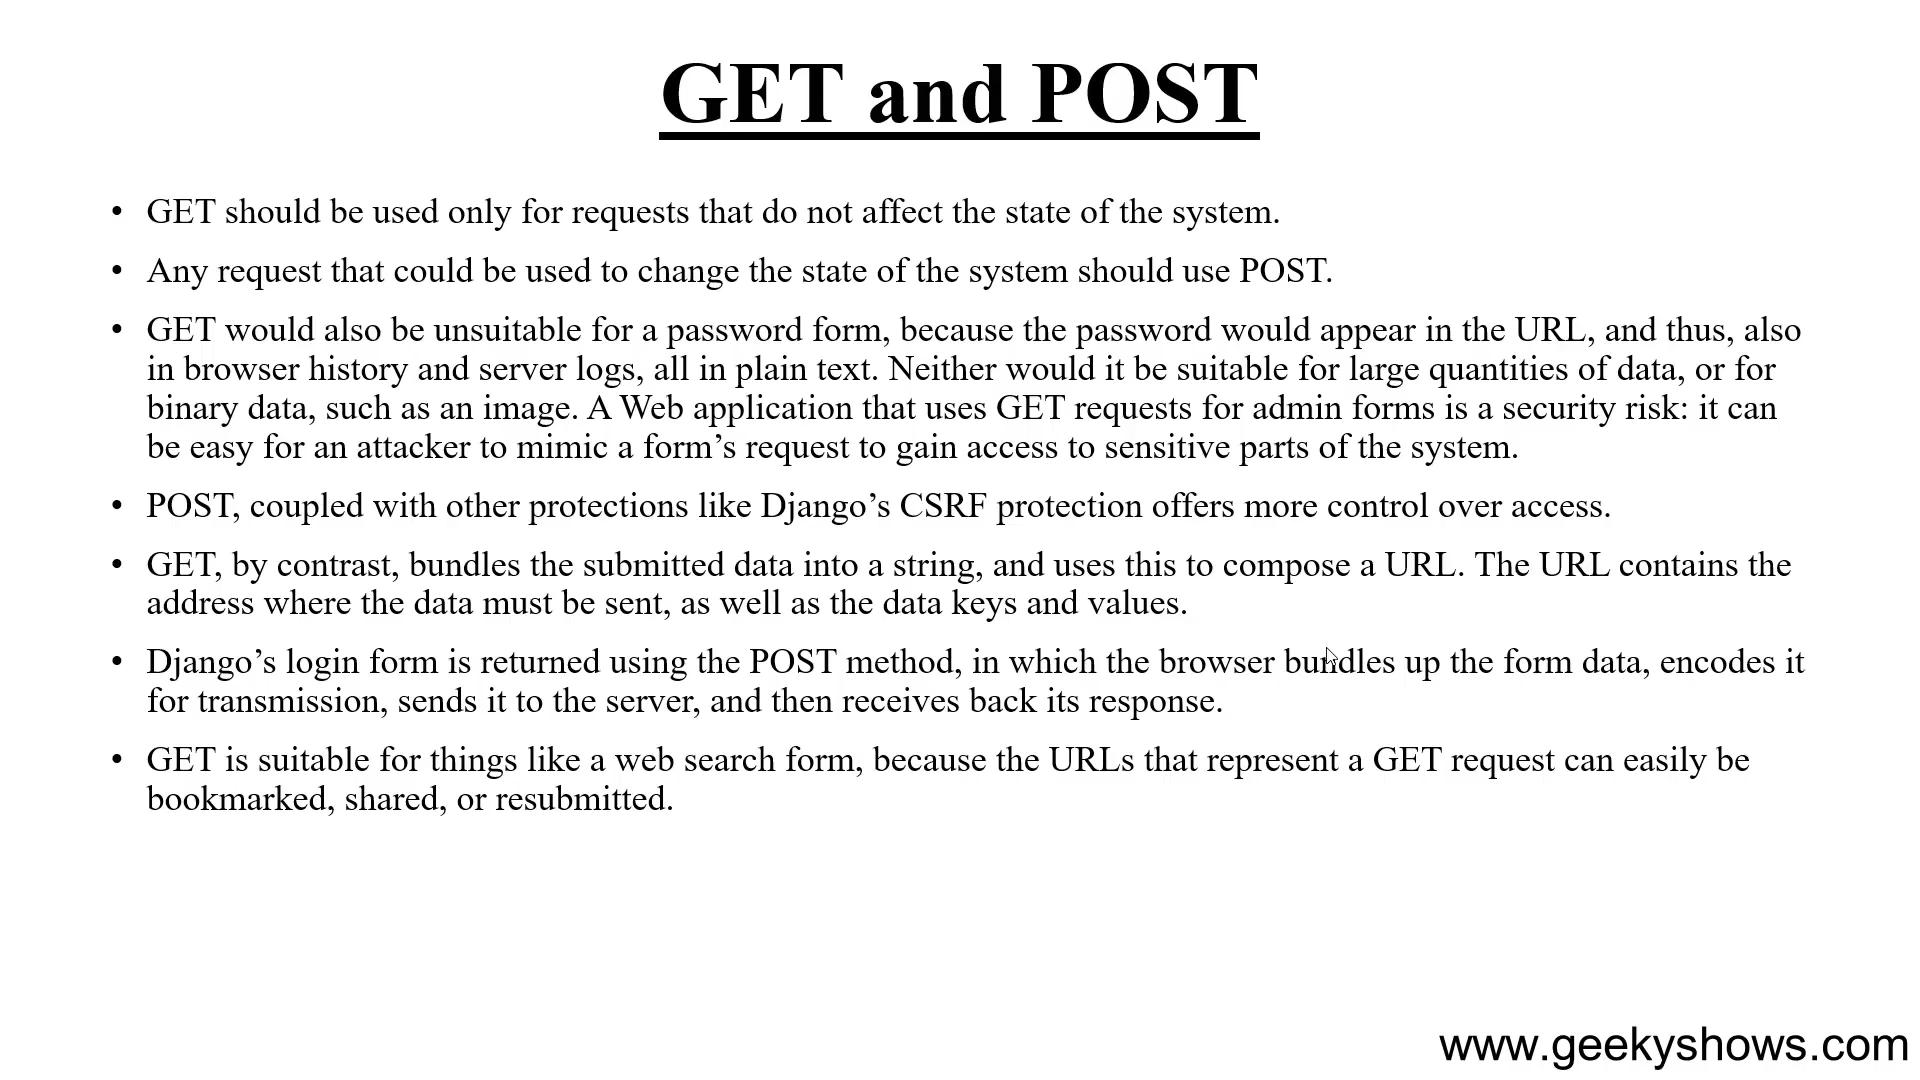 GET and POST
• GET should be used only for requests that do not affect the state of the system.
• Any request that could be used to change the state of the system should use POST.
• GET would also be unsuitable for a password form, because the password would appear in the URL, and thus, also
in browser history and server logs, all in plain text. Neither would it be suitable for large quantities of data, or for
binary data, such as an image. A Web application that uses GET requests for admin forms is a security risk: it can
be easy for an attacker to mimic a form’s request to gain access to sensitive parts of the system.
• POST, coupled with other protections like Django’s CSRF protection offers more control over access.
• GET, by contrast, bundles the submitted data into a string, and uses this to compose a URL. The URL contains the
address where the data must be sent, as well as the data keys and values.
• Django’s login form is returned using the POST method, in which the browser bundles up the form data, encodes it
for transmission, sends it to the server, and then receives back its response.
• GET is suitable for things like a web search form, because the URLs that represent a GET request can easily be
bookmarked, shared, or resubmitted.
www.geekyshows.com